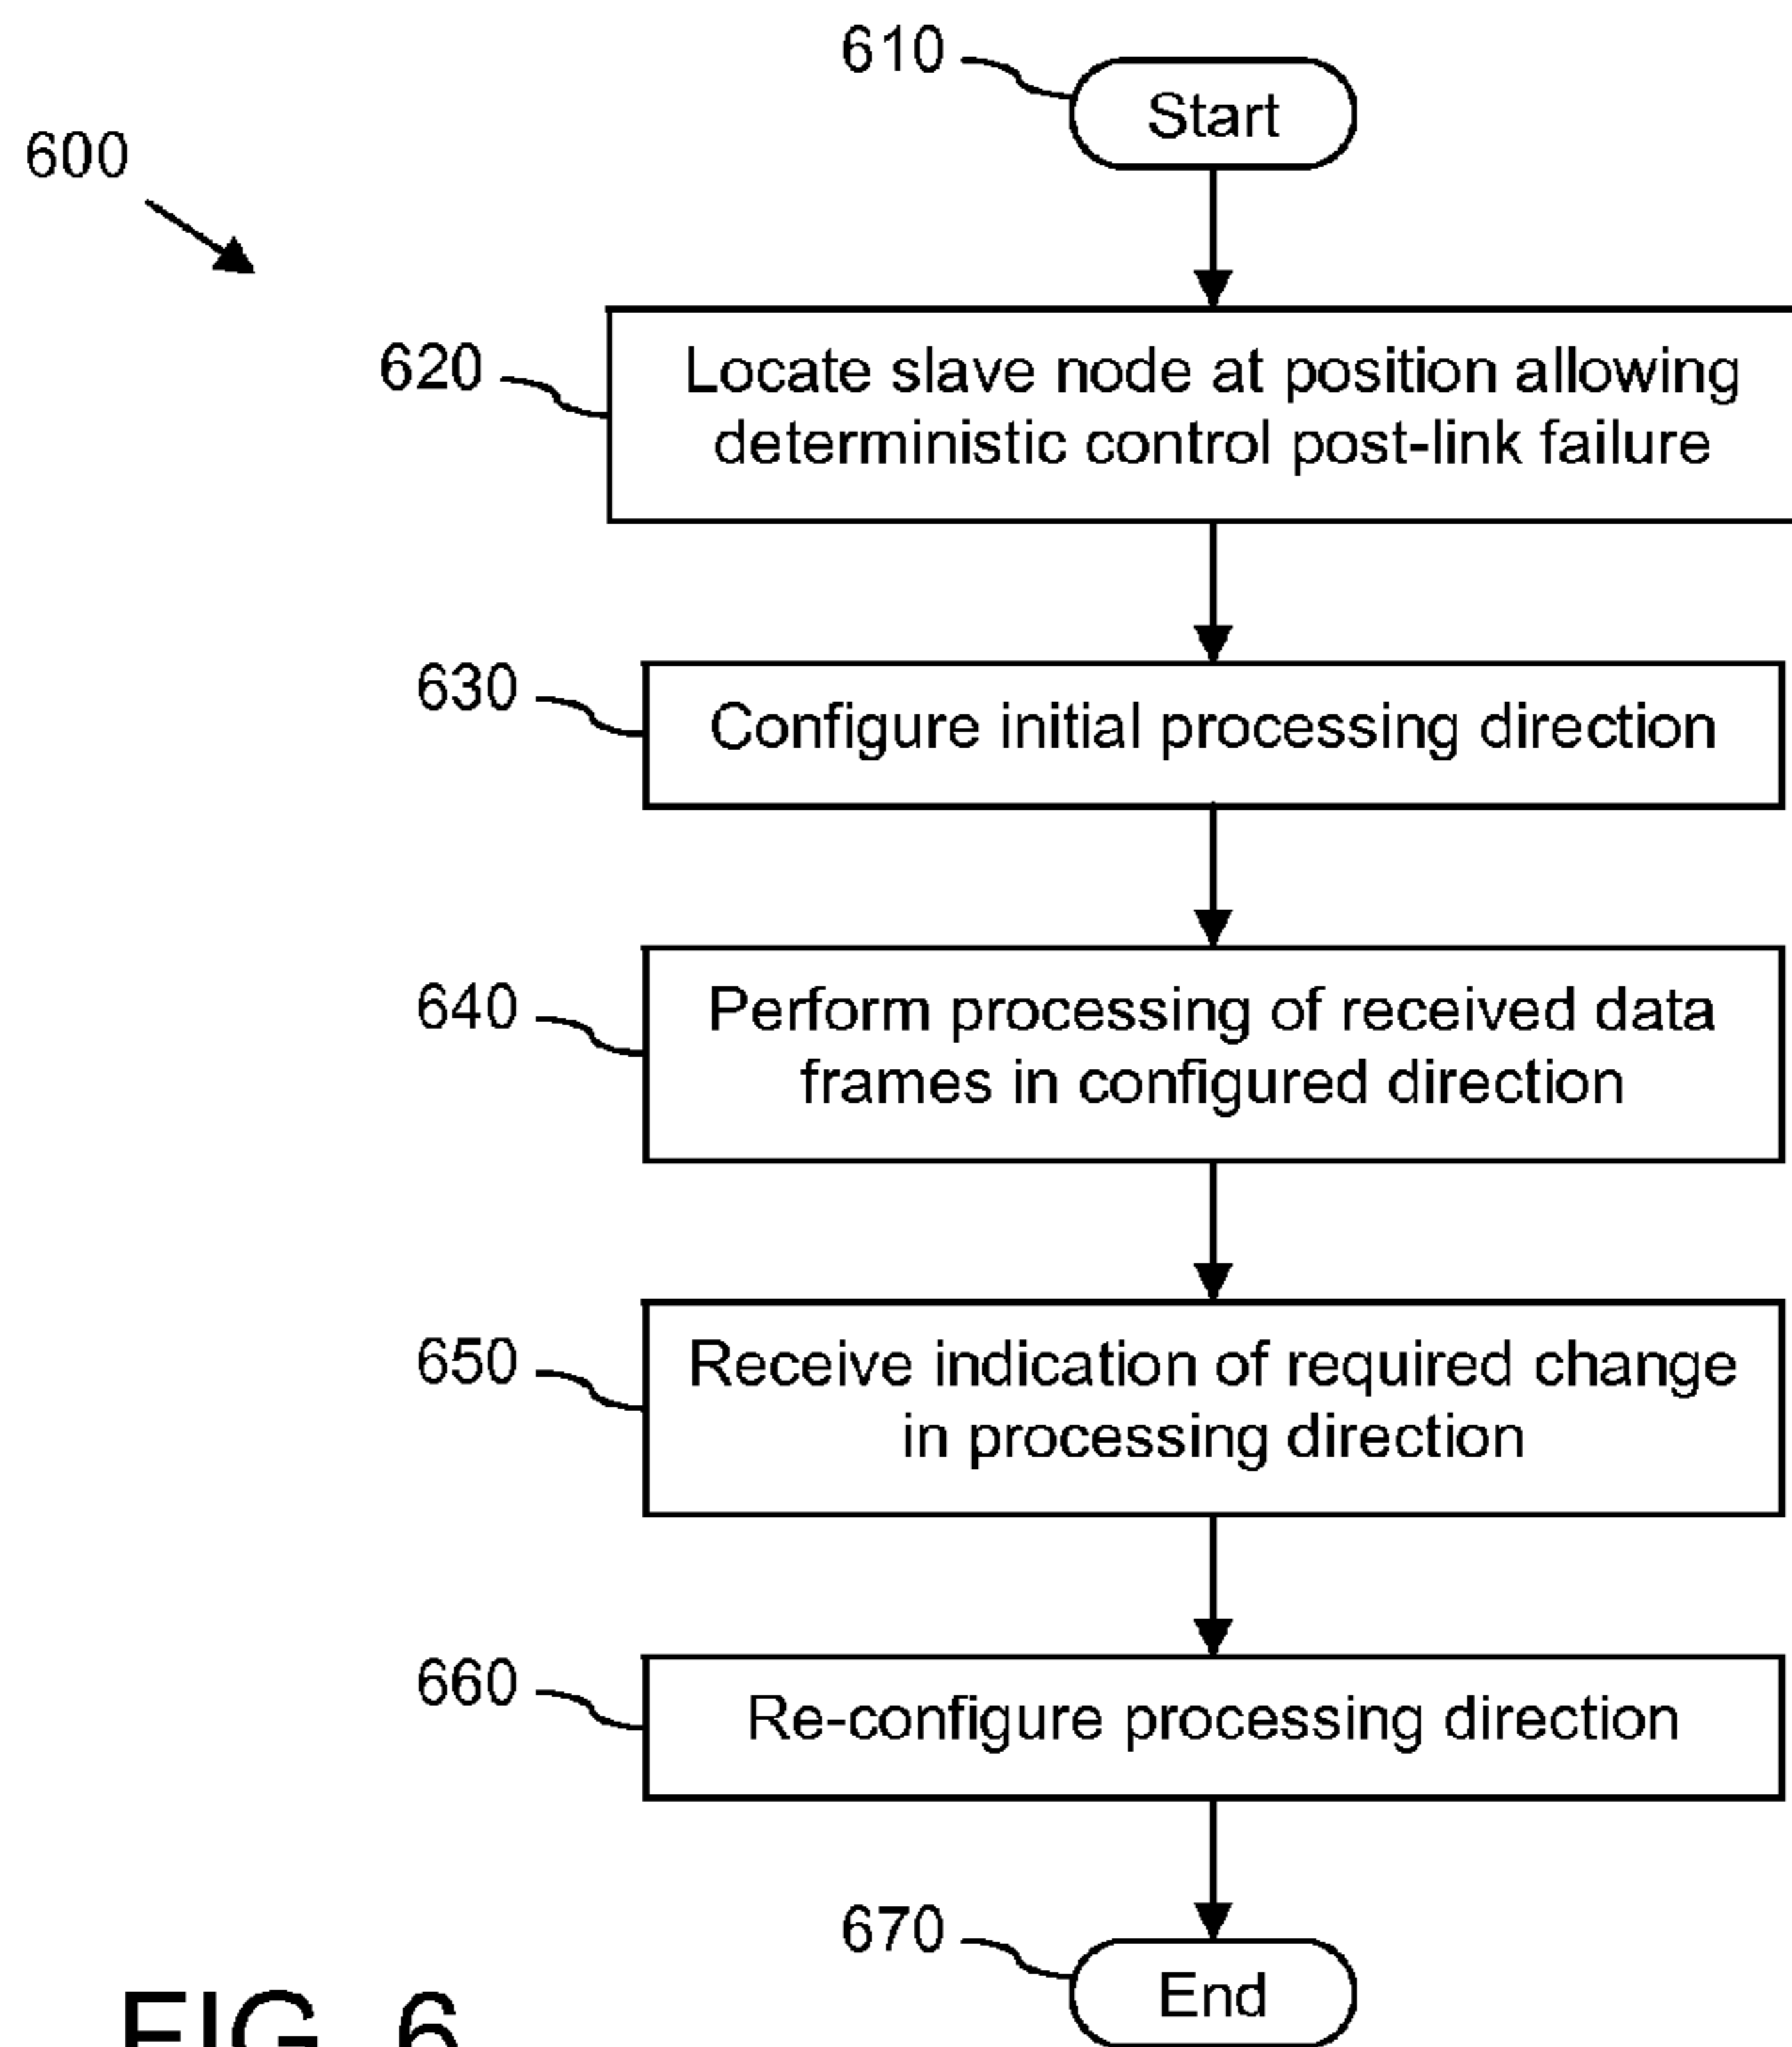 610
Start
600
620
Locate slave node at position allowing
deterministic control post-link failure
630
Configure initial processing direction
640
Perform processing of received data
frames in configured direction
650
Receive indication of required change
in processing direction
660
Re-configure processing direction
670
End
FIG. 6